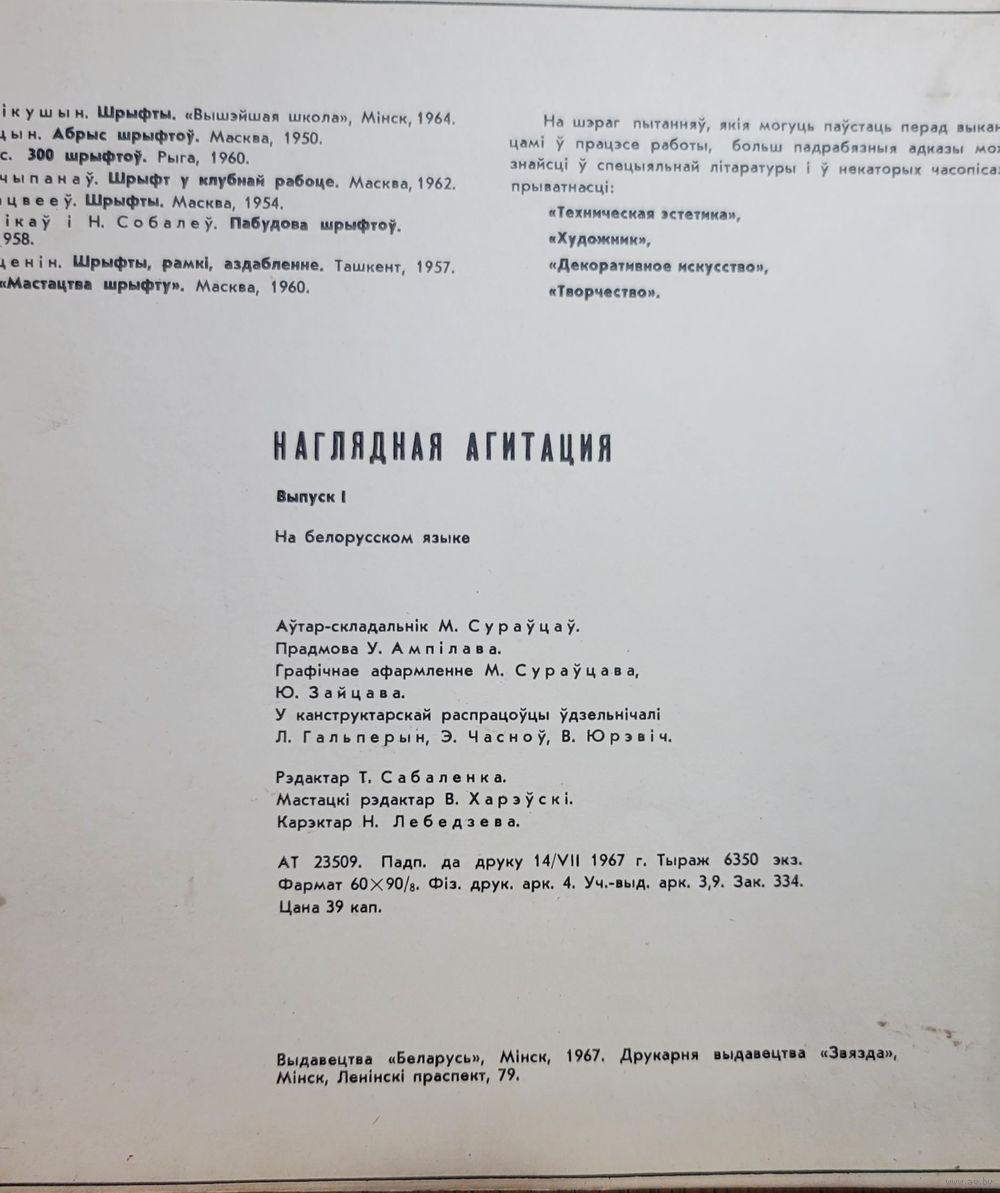 ікушын. Шрыфты. «Вышэйшая школа», Мінск, 1964.
цын. Абрыс шрыфтоў. Масква, 1950.
с. 300 шрыфтоў. Рыга, 1960.
чыпанаў. Шрыфт у клубнай рабоце. Масква, 1962.
ацвееў. Шрыфты. Масква, 1954.
ікаў і Н. Собалеў. Пабудова шрыфтоў.
958.
ценін. Шрыфты, рамкі, аздабленне. Ташкент, 1957.
«Мастацтва шрыфту». Масква, 1960.
На шэраг пытанняў, якія могуць паўстаць перад выкан
цамі ў працэсе работы, больш падрабязныя адказы мо
знайсці ў спецыяльнай літаратуры і ў некаторых часопіса
прыватнасці:
«Техническая эстетика»,
«Художник»,
«Декоративное искусство»,
«Творчество».
НАГЛЯДНАЯ АГИТАЦИЯ
Выпуск I
На белорусском языке
Аўтар-складальнік М. Сураўцаў.
Прадмова У. Ампілава.
Графічнае афармленне М. Сураўцава,
Ю. Зайцава.
У канструктарскай распрацоўцы ўдзельнічалі
Л. Гальперын, Э. Часноў, В. Юрэвіч.
Рэдактар Т. Сабаленка.
Мастацкі рэдактар В. Харэўскі.
Карэктар Н. Лебедзева.
АТ 23509. Падп. да друку 14/VII 1967 г. Тыраж 6350 экз.
Фармат 60×90/₈. Фіз. друк. арк. 4. Уч.-выд. арк. 3,9. Зак. 334.
Цана 39 кап.
Выдавецтва «Беларусь», Мінск, 1967. Друкарня выдавецтва «Звязда»,
Мінск, Ленінскі праспект, 79.
www.ay.by